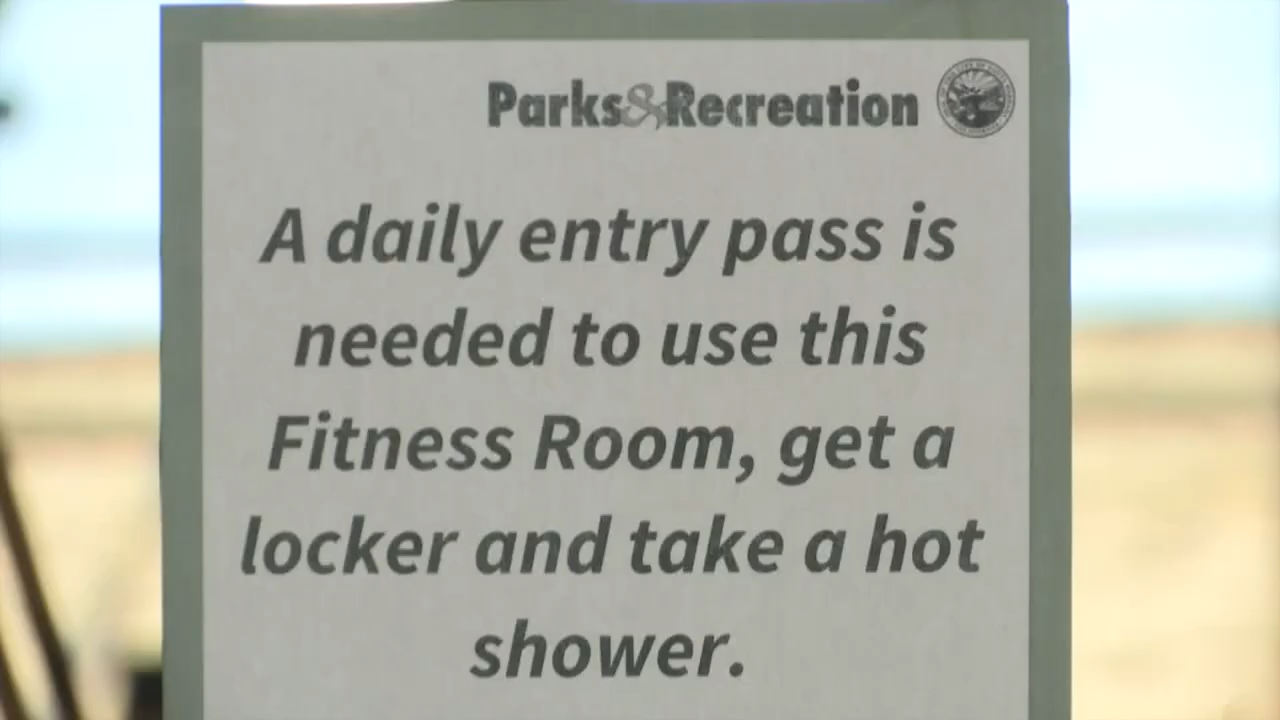 Parks&Recreation
A daily entry pass is
needed to use this
Fitness Room, get a
locker and take a hot
shower.